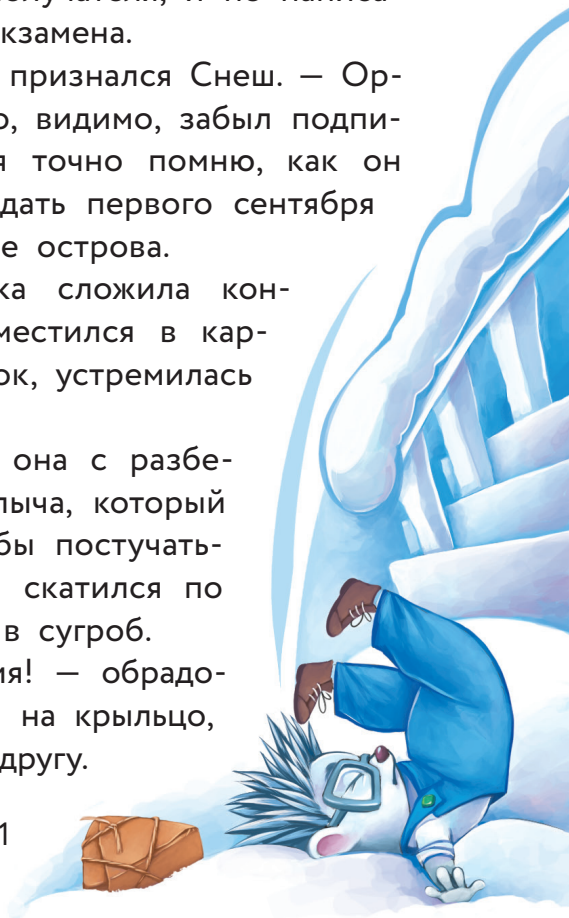 кзамена.
признался Снеш. — Ор-
о, видимо, забыл подпи-
я точно помню, как он
дать первого сентября
е острова.
ка сложила кон-
местился в кар-
ок, устремилась
она с разбе-
лыча, который
бы постучать-
скатился по
в сугроб.
ия! — обрадо-
на крыльцо,
другу.
1